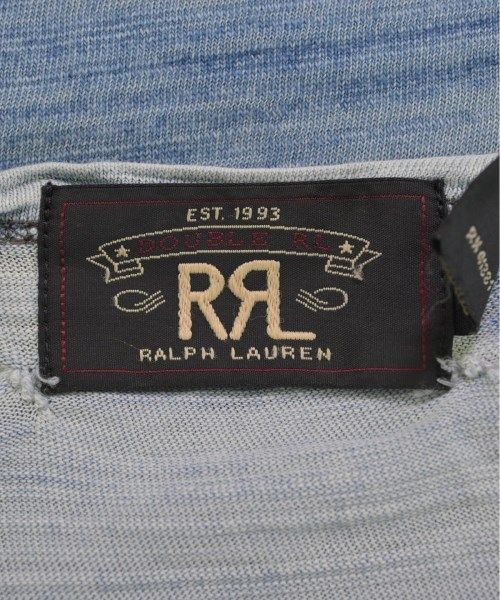 EST. 1993
DOUBLE RL
RRL
RALPH LAUREN